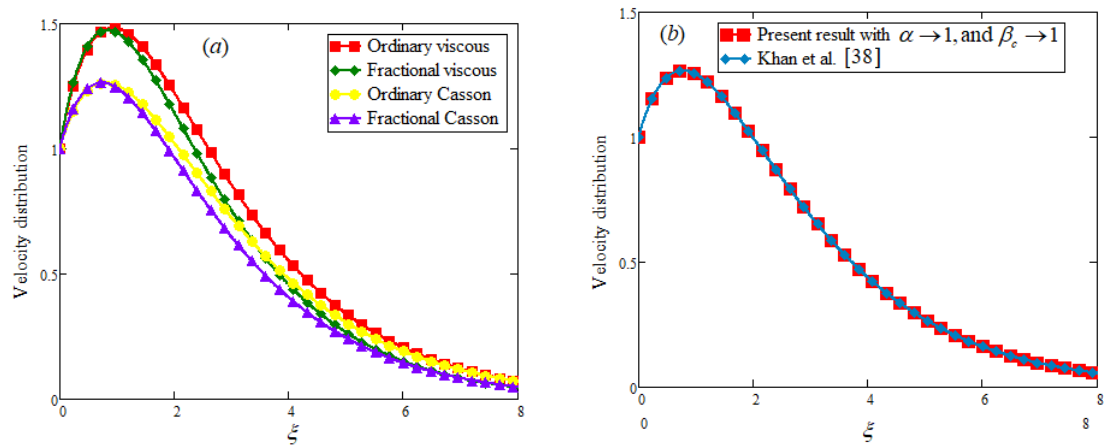 1.5
(a)
Ordinary viscous
Fractional viscous
Ordinary Casson
Fractional Casson
Velocity distribution
1
0.5
0
0
2
4
6
8
ξ
1.5
(b)
Present result with α → 1, and β_c → 1
Khan et al. [38]
Velocity distribution
1
0.5
0
0
2
4
6
8
0
8
ξ